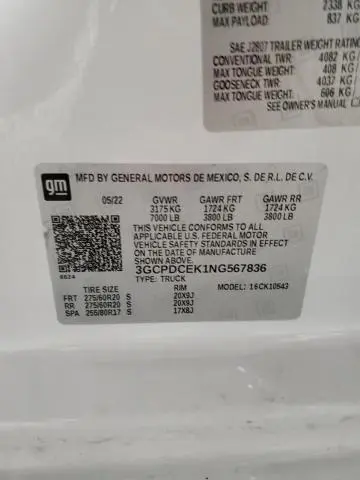 CURB WEIGHT 2338 KG
MAX PAYLOAD: 837 KG
SAE J2807 TRAILER WEIGHT RATING
CONVENTIONAL TWR: 4082 KG/
MAX TONGUE WEIGHT: 408 KG/
GOOSENECK TWR: 4037 KG/
MAX TONGUE WEIGHT: 606 KG/
SEE OWNER'S MANUAL
gm
MFD BY GENERAL MOTORS DE MEXICO, S. DE R.L. DE C.V.
05/22 GVWR GAWR FRT GAWR RR
3175 KG 1724 KG 1724 KG
7000 LB 3800 LB 3800 LB
THIS VEHICLE CONFORMS TO ALL
APPLICABLE U.S. FEDERAL MOTOR
VEHICLE SAFETY STANDARDS IN EFFECT
ON THE DATE OF MANUFACTURE
SHOWN ABOVE.
3GCPDCEK1NG567836
TYPE: TRUCK
6624
TIRE SIZE RIM MODEL: 16CK10543
FRT 275/60R20 S 20X9J
RR 275/60R20 S 20X9J
SPA 255/80R17 S 17X8J